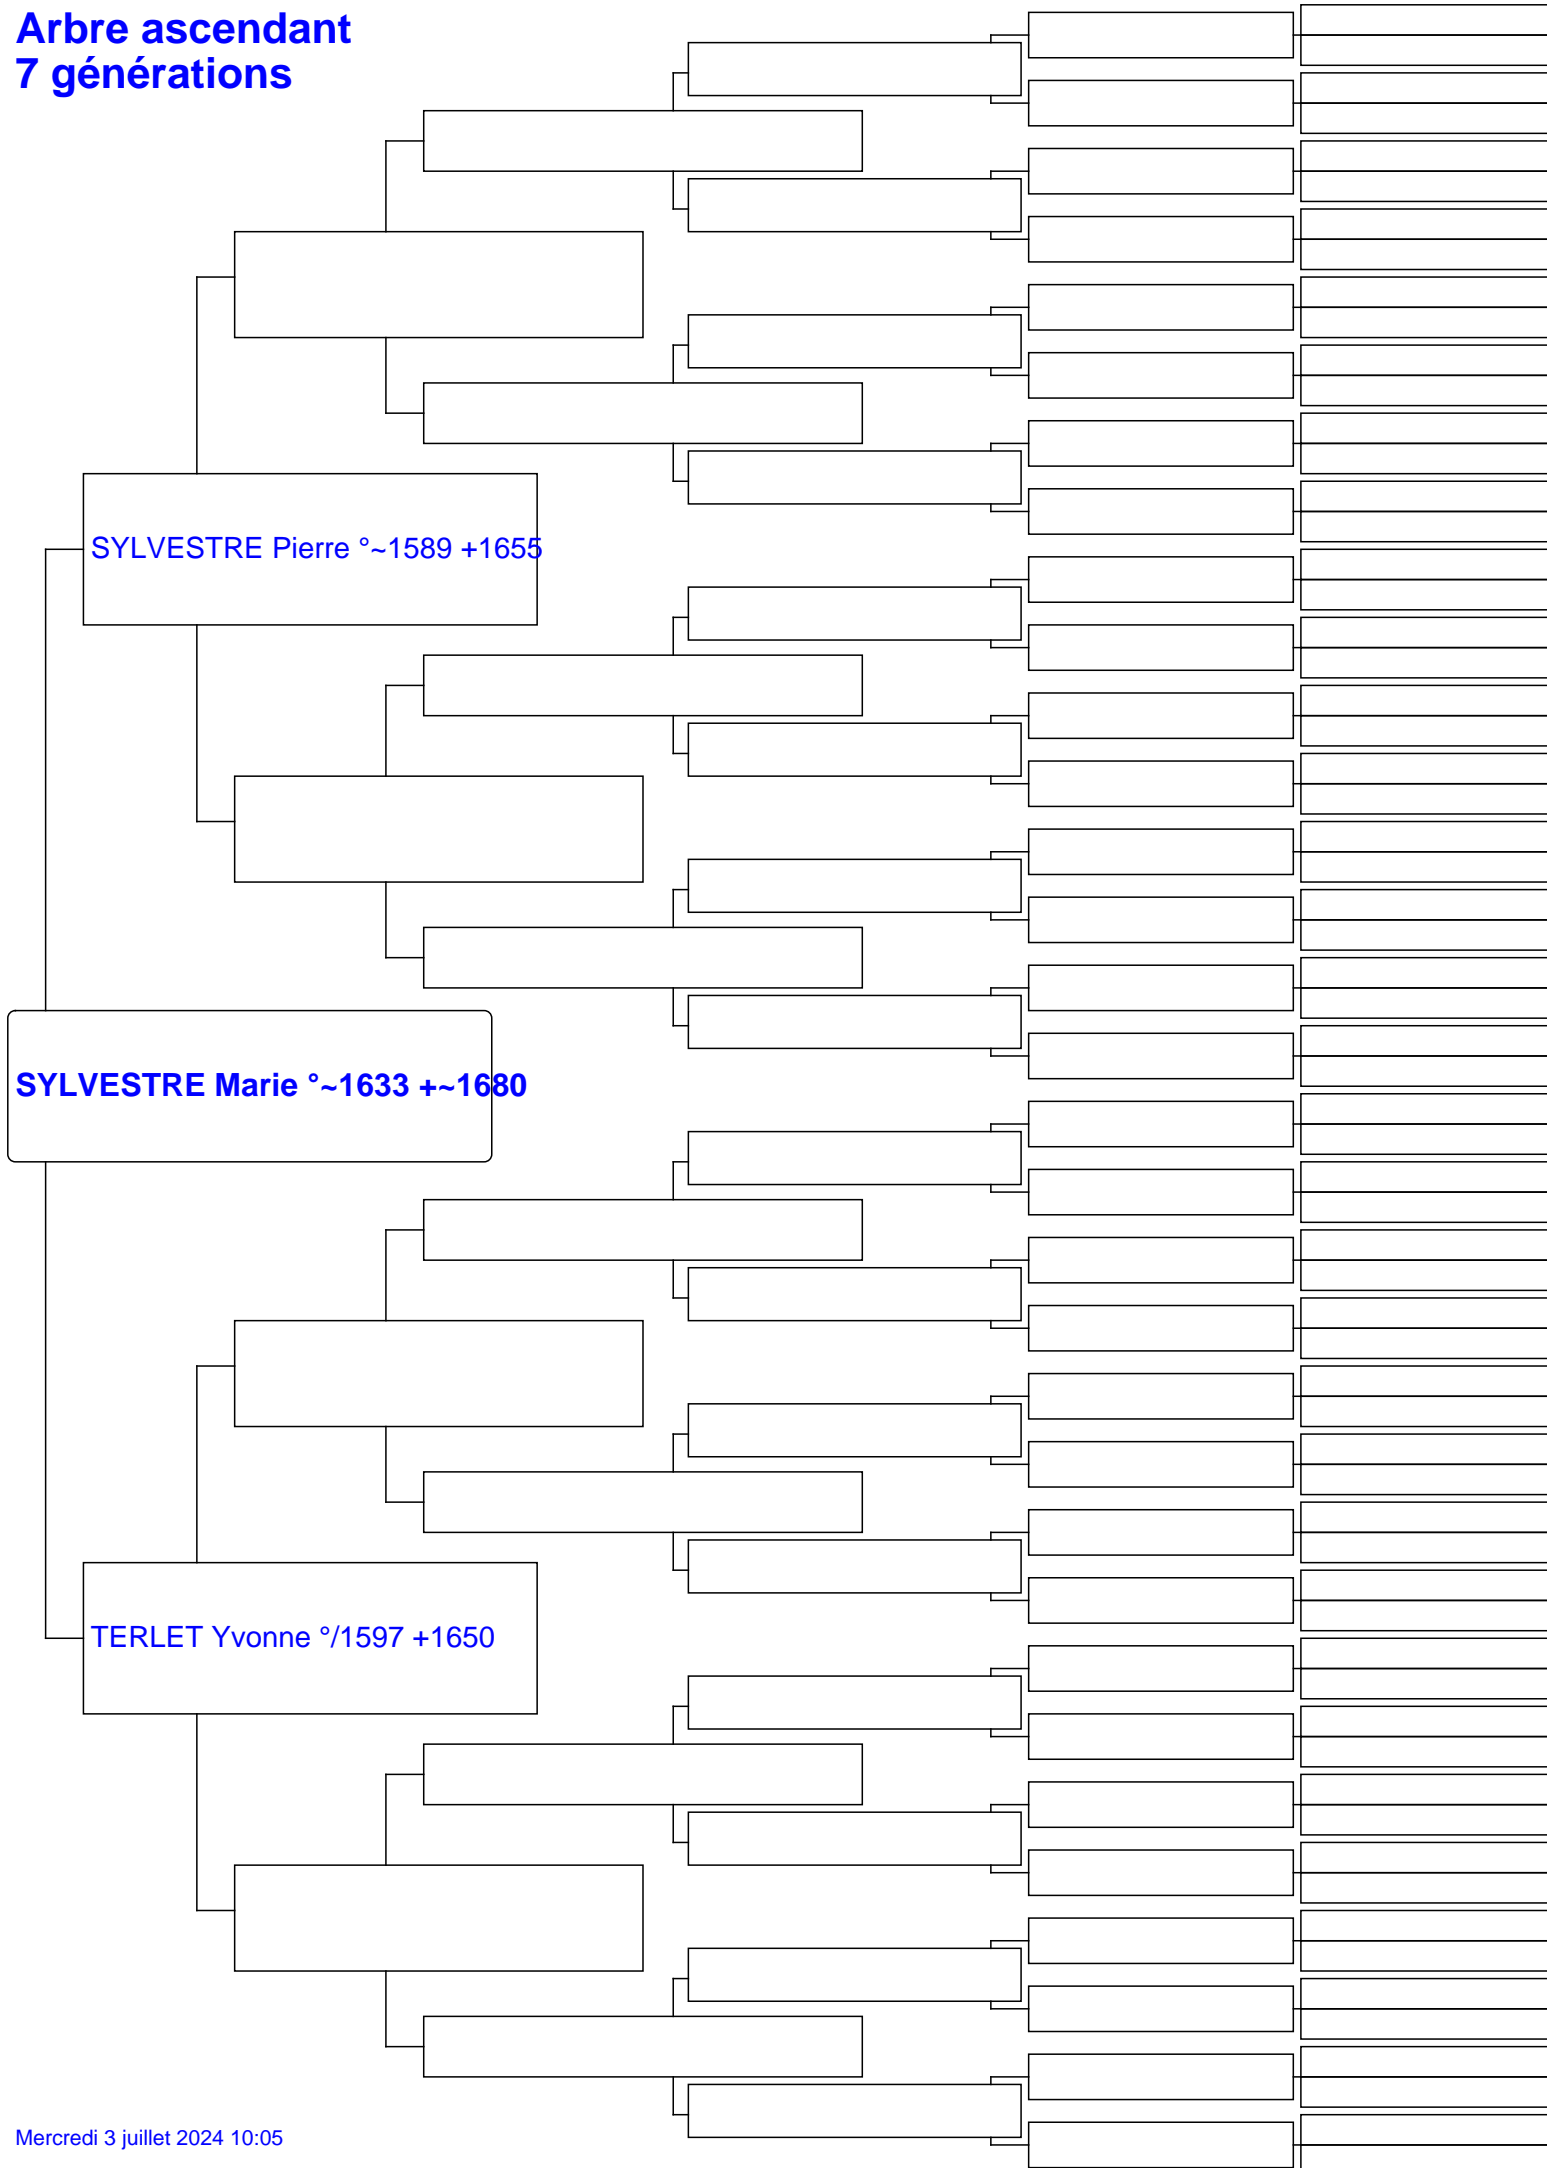 Arbre ascendant
7 générations
SYLVESTRE Pierre °~1589 +1655
SYLVESTRE Marie °~1633 +~1680
TERLET Yvonne °/1597 +1650
Mercredi 3 juillet 2024 10:05